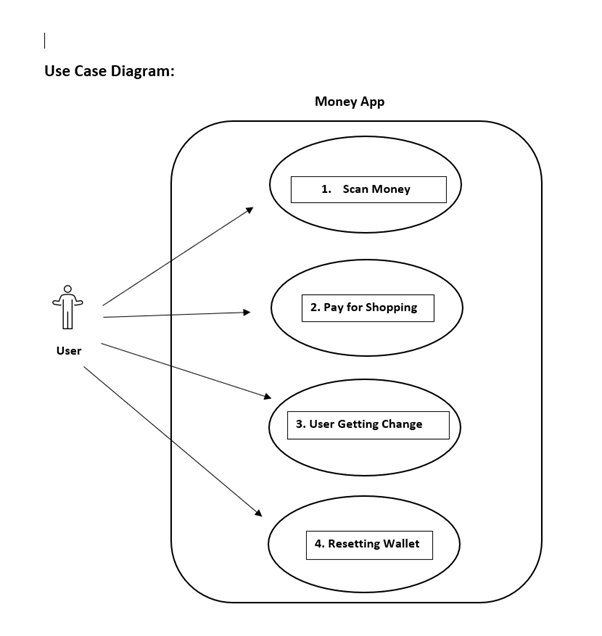 Use Case Diagram:
Money App
1. Scan Money
2. Pay for Shopping
User
3. User Getting Change
4. Resetting Wallet